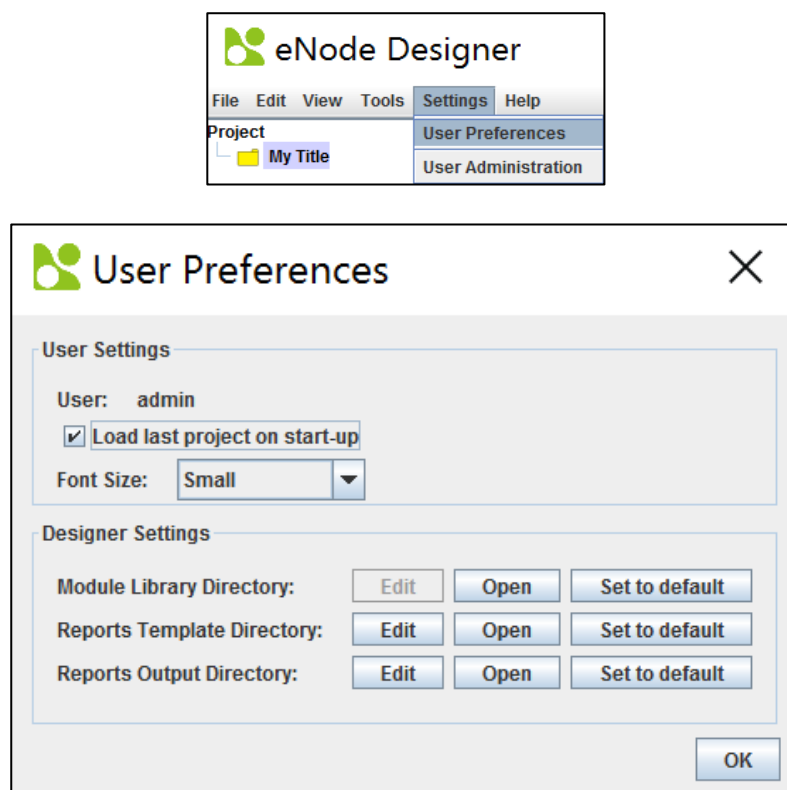 eNode Designer
File Edit View Tools Settings Help
Project
User Preferences
My Title
User Administration
User Preferences
User Settings
User: admin
Load last project on start-up
Font Size: Small
Designer Settings
Module Library Directory: Edit Open Set to default
Reports Template Directory: Edit Open Set to default
Reports Output Directory: Edit Open Set to default
OK